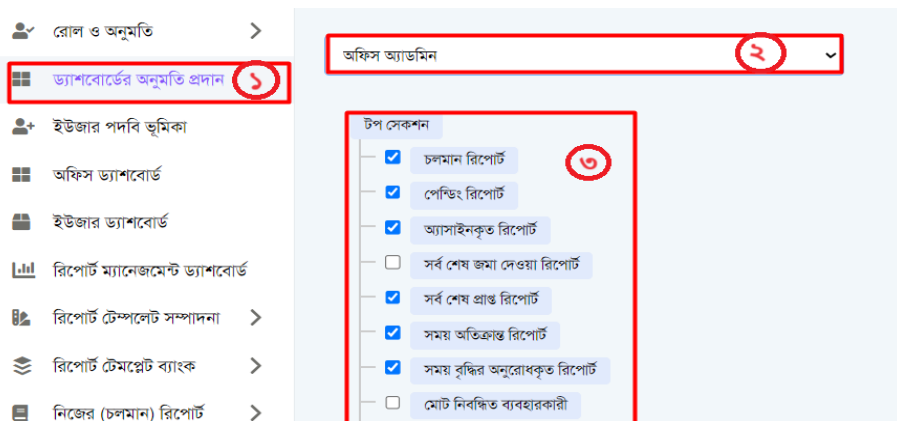 রোল ও অনুমতি
ড্যাশবোর্ডের অনুমতি প্রদান ১
ইউজার পদবি ভূমিকা
অফিস ড্যাশবোর্ড
ইউজার ড্যাশবোর্ড
রিপোর্ট ম্যানেজমেন্ট ড্যাশবোর্ড
রিপোর্ট টেম্পলেট সম্পাদনা
রিপোর্ট টেমপ্লেট ব্যাংক
নিজের (চলমান) রিপোর্ট
অফিস অ্যাডমিন ২
টপ সেকশন
চলমান রিপোর্ট ৩
পেন্ডিং রিপোর্ট
অ্যাসাইনকৃত রিপোর্ট
সর্ব শেষ জমা দেওয়া রিপোর্ট
সর্ব শেষ প্রাপ্ত রিপোর্ট
সময় অতিক্রান্ত রিপোর্ট
সময় বৃদ্ধির অনুরোধকৃত রিপোর্ট
মোট নিবন্ধিত ব্যবহারকারী